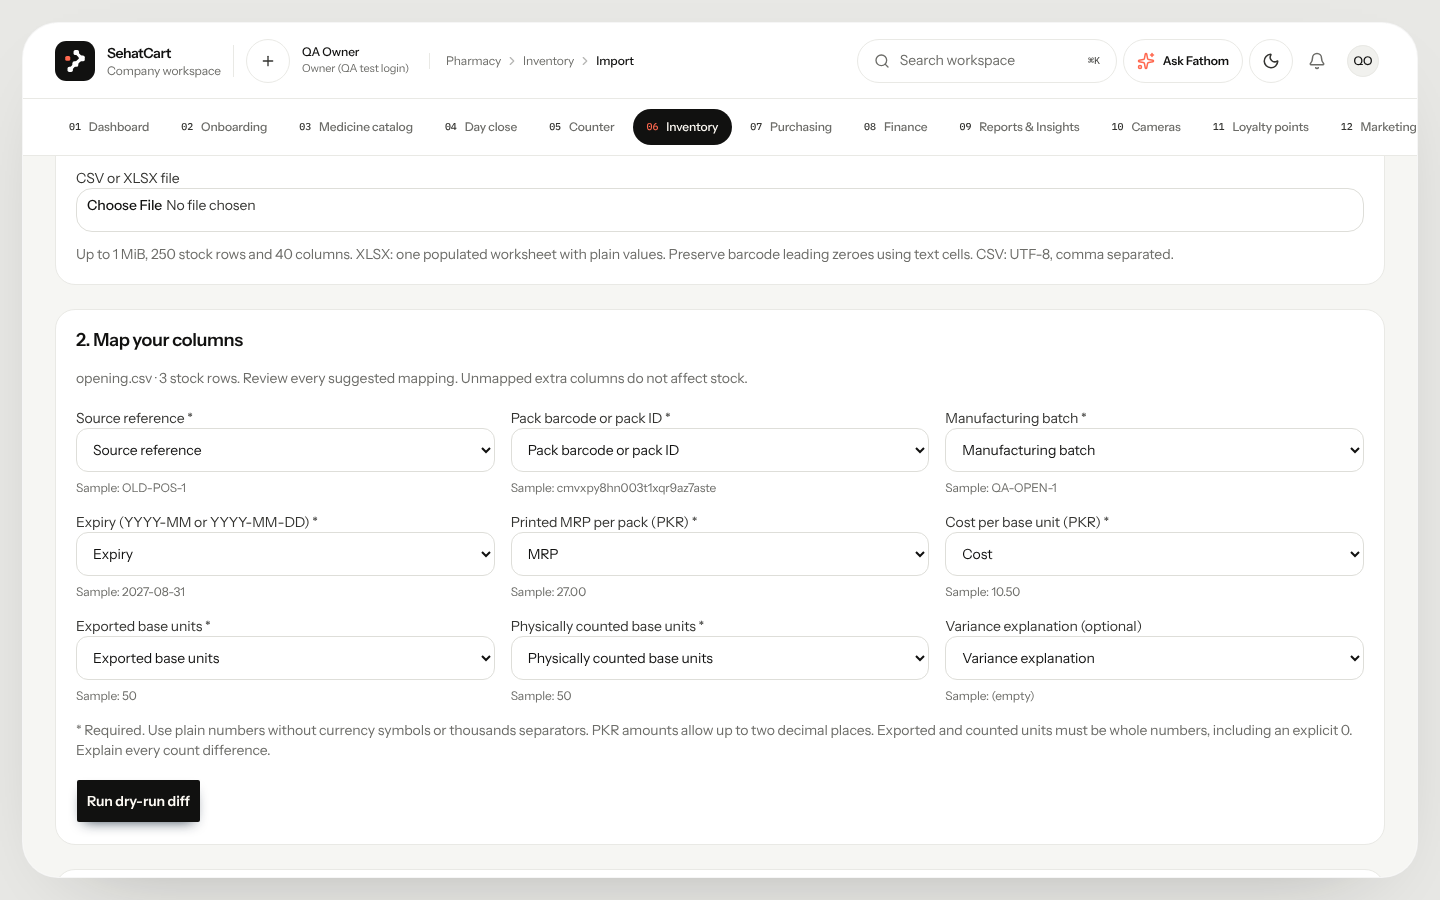 SehatCart
Company workspace
QA Owner
Owner (QA test login)
Pharmacy > Inventory > Import
Search workspace ⌘K
Ask Fathom
QO
01 Dashboard 02 Onboarding 03 Medicine catalog 04 Day close 05 Counter 06 Inventory 07 Purchasing 08 Finance 09 Reports & Insights 10 Cameras 11 Loyalty points 12 Marketing
CSV or XLSX file
Choose File No file chosen
Up to 1 MiB, 250 stock rows and 40 columns. XLSX: one populated worksheet with plain values. Preserve barcode leading zeroes using text cells. CSV: UTF-8, comma separated.
2. Map your columns
opening.csv · 3 stock rows. Review every suggested mapping. Unmapped extra columns do not affect stock.
Source reference * Pack barcode or pack ID * Manufacturing batch *
Source reference Pack barcode or pack ID Manufacturing batch
Sample: OLD-POS-1 Sample: cmvxpy8hn003t1xqr9az7aste Sample: QA-OPEN-1
Expiry (YYYY-MM or YYYY-MM-DD) * Printed MRP per pack (PKR) * Cost per base unit (PKR) *
Expiry MRP Cost
Sample: 2027-08-31 Sample: 27.00 Sample: 10.50
Exported base units * Physically counted base units * Variance explanation (optional)
Exported base units Physically counted base units Variance explanation
Sample: 50 Sample: 50 Sample: (empty)
* Required. Use plain numbers without currency symbols or thousands separators. PKR amounts allow up to two decimal places. Exported and counted units must be whole numbers, including an explicit 0.
Explain every count difference.
Run dry-run diff